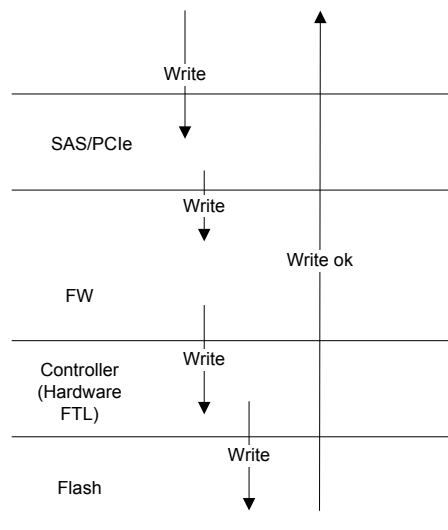 Write
SAS/PCIe
Write
Write ok
FW
Write
Controller
(Hardware
FTL)
Write
Flash